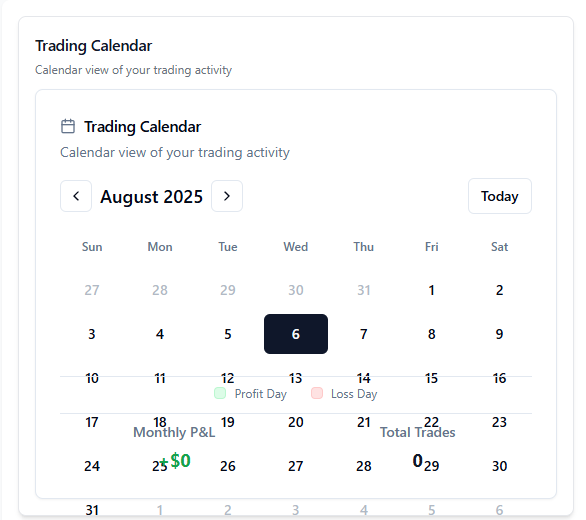 Trading Calendar
Calendar view of your trading activity
Trading Calendar
Calendar view of your trading activity
August 2025 Today
Sun Mon Tue Wed Thu Fri Sat
27 28 29 30 31 1 2
3 4 5 6 7 8 9
10 11 12 13 14 15 16
Profit Day Loss Day
17 18 19 20 21 22 23
Monthly P&L Total Trades
24 25 26 27 28 29 30
+$0 0
31 1 2 3 4 5 6